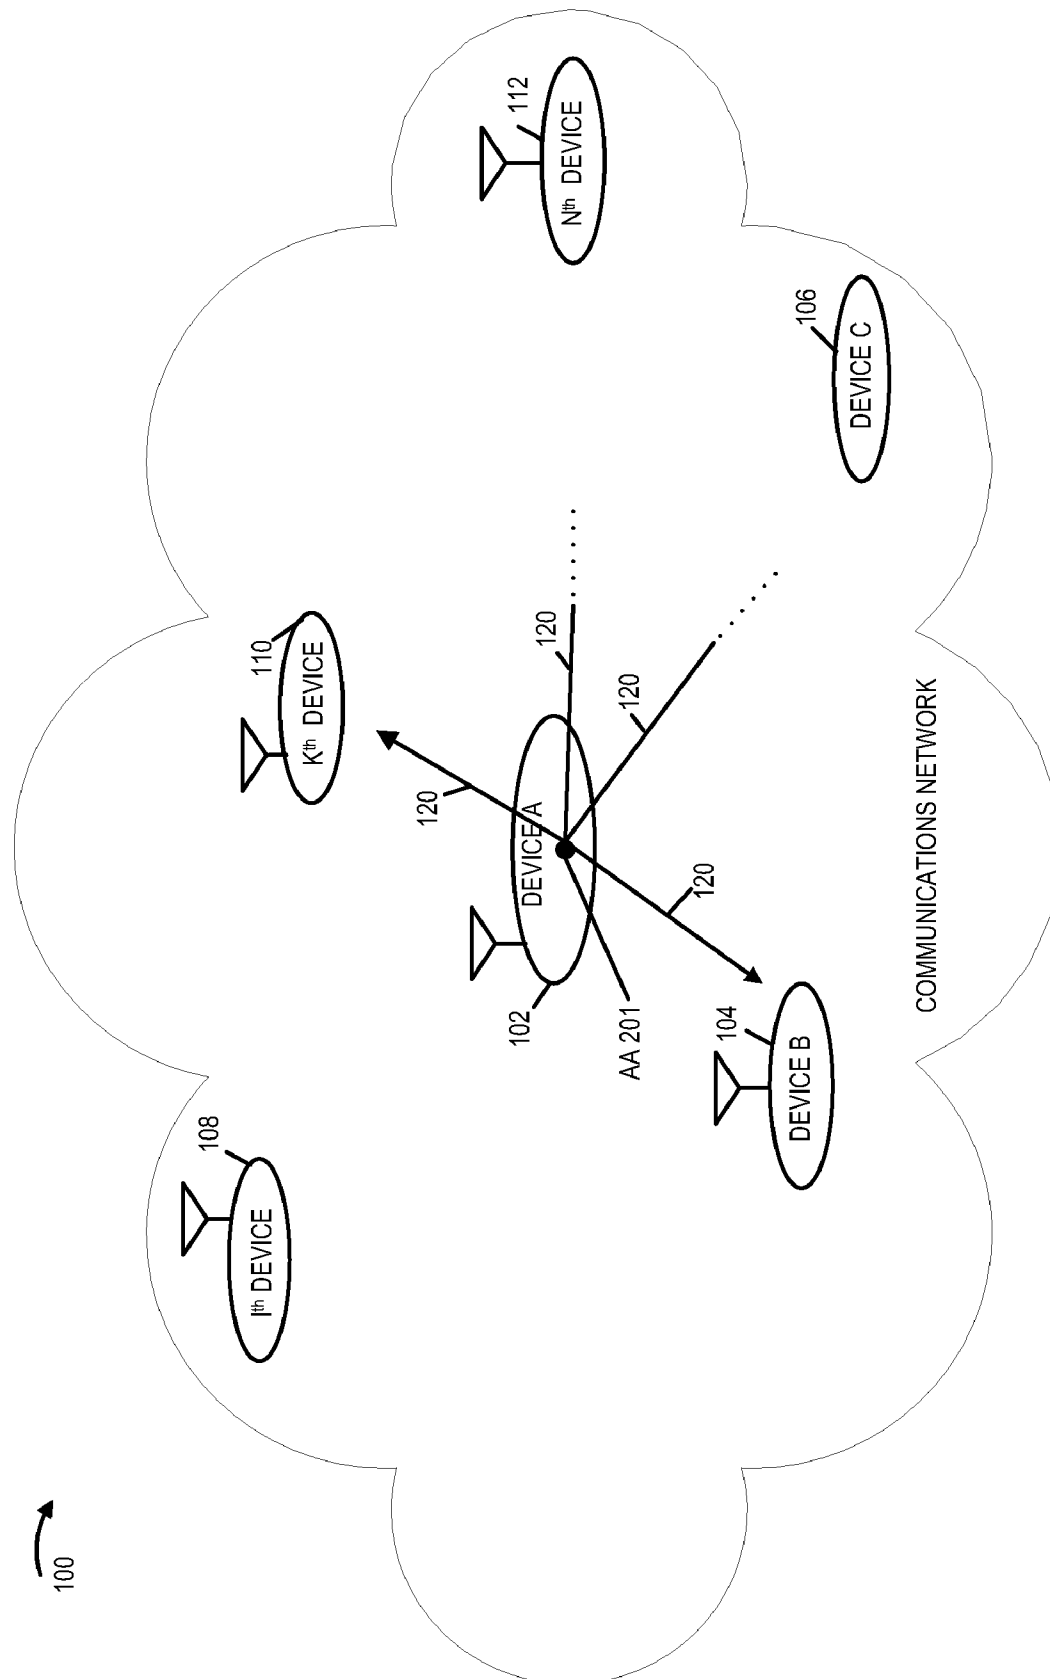 100
108
Iᵗʰ DEVICE
110
Kᵗʰ DEVICE
120
112
Nᵗʰ DEVICE
102
DEVICE A
120
120
AA 201
120
104
DEVICE B
106
DEVICE C
COMMUNICATIONS NETWORK